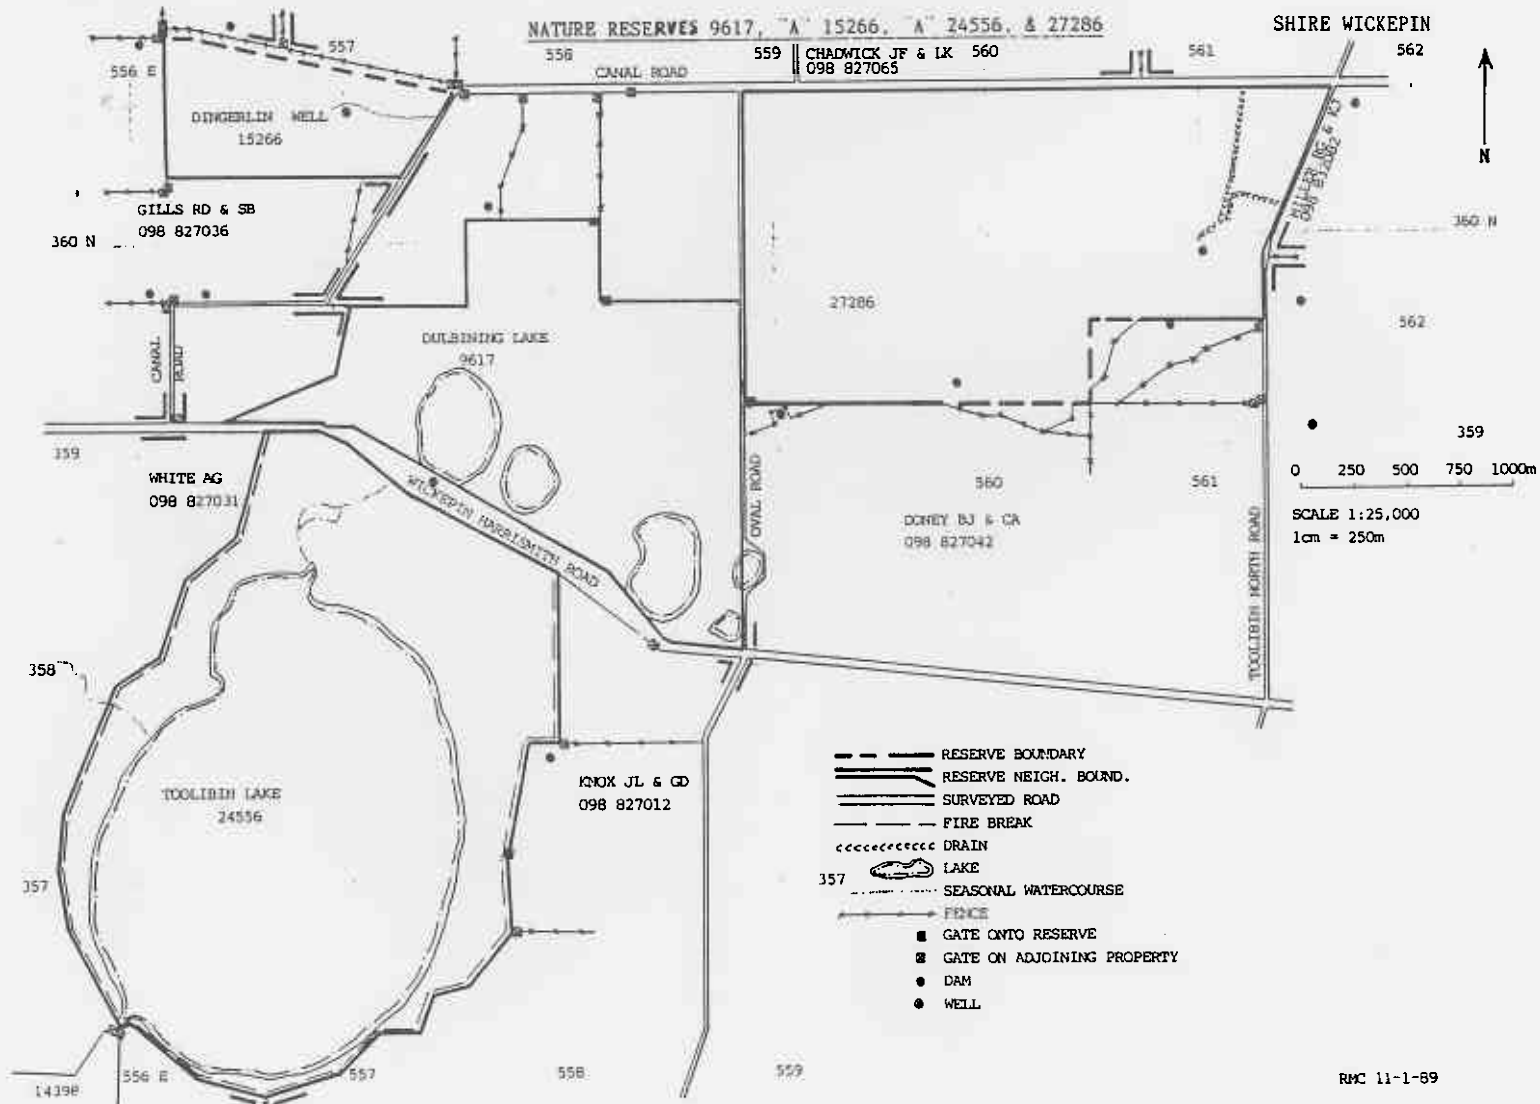 NATURE RESERVES 9617, "A" 15266, "A" 24556, & 27286
SHIRE WICKEPIN
556 E
557
558
559
CHADWICK JF & LK
098 827065
560
561
562
CANAL ROAD
DINGERLIN WELL
15266
N
GILLS RD & SB
098 827036
360 N
360 N
27286
562
DULBINING LAKE
9617
CANAL
ROAD
359
359
WHITE AG
098 827031
WICKEPIN HARRISMITH ROAD
OVAL ROAD
560
561
DONEY BJ & CA
098 827042
TOOLIBIN NORTH ROAD
0 250 500 750 1000m
SCALE 1:25,000
1cm = 250m
358
TOOLIBIN LAKE
24556
KNOX JL & GD
098 827012
357
357
RESERVE BOUNDARY
RESERVE NEIGH. BOUND.
SURVEYED ROAD
FIRE BREAK
DRAIN
LAKE
SEASONAL WATERCOURSE
FENCE
GATE ONTO RESERVE
GATE ON ADJOINING PROPERTY
DAM
WELL
14398
556 E
557
558
559
RMC 11-1-89